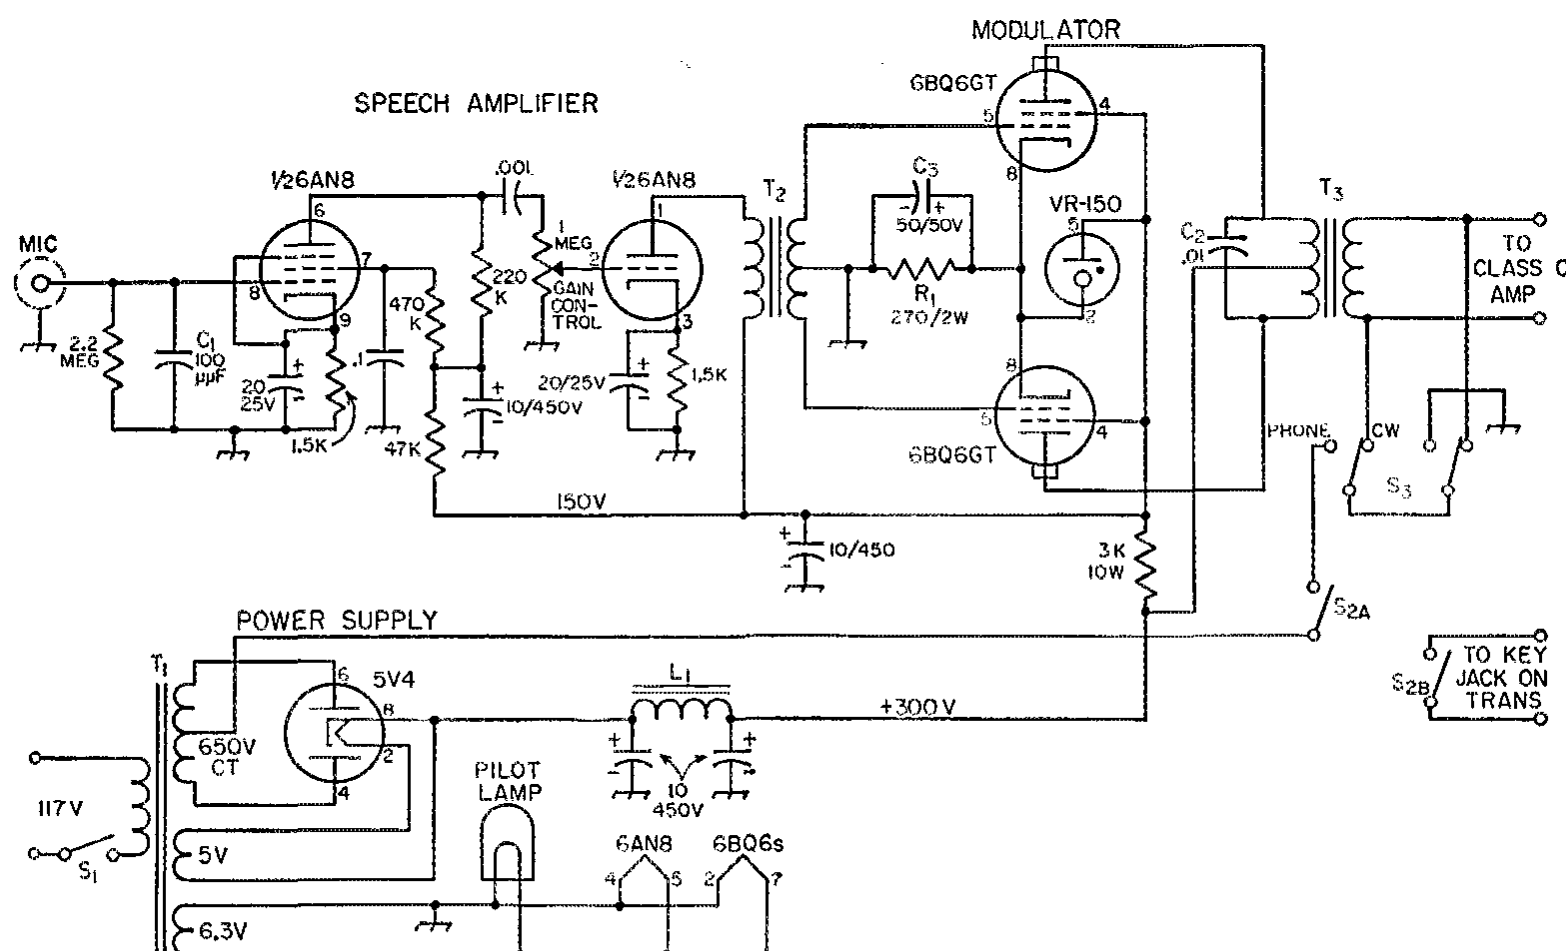 MODULATOR
SPEECH AMPLIFIER
6BQ6GT
4
5
8
1/26AN8
.001
1/26AN8
T2
C3
50/50V
VR-150
T3
MIC
6
7
8
9
1
MEG
GAIN
CON-
TROL
2
1
3
5
2
C2
.01
TO
CLASS C
AMP
470
K
220
K
R1
270/2W
2.2
MEG
C1
100
µµF
20
25V
1.5K
.1
10/450V
47K
20/25V
1.5K
8
5
4
6BQ6GT
PHONE
CW
S3
150V
10/450
3K
10W
S2A
POWER SUPPLY
T1
6
5V4
8
2
4
650V
CT
L1
+300V
S2B
TO KEY
JACK ON
TRANS
117V
S1
PILOT
LAMP
10
450V
5V
6AN8
4
5
6BQ6s
2
7
6.3V